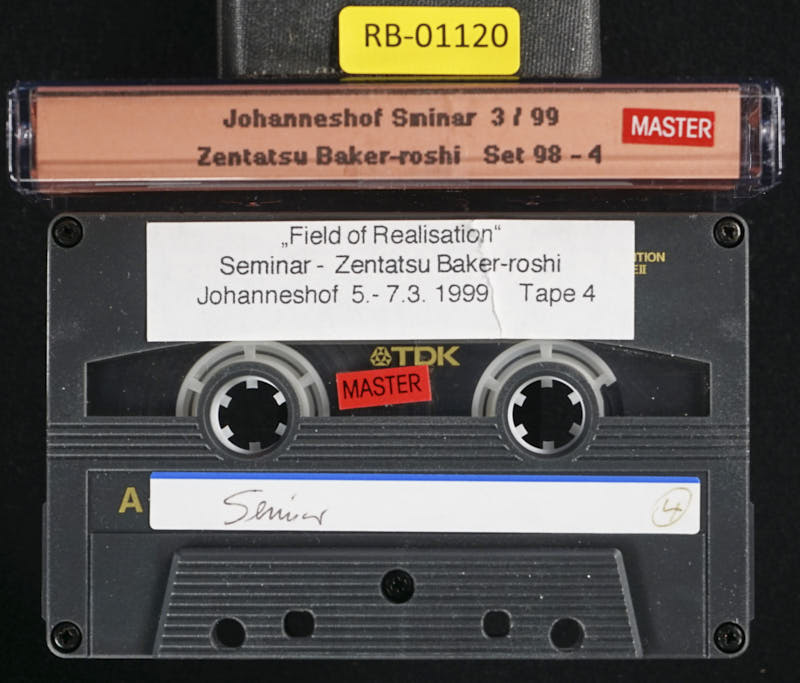 RB-01120
Johanneshof Sminar 3 / 99
MASTER
Zentatsu Baker-roshi Set 98 - 4
„Field of Realisation“
Seminar - Zentatsu Baker-roshi
Johanneshof 5.- 7.3. 1999 Tape 4
TDK
MASTER
A
Seminar
4